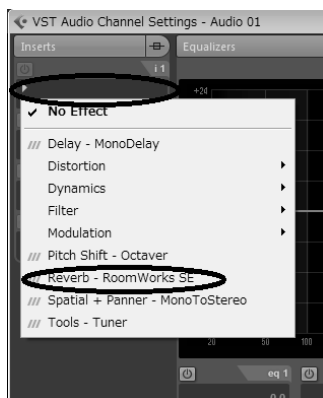 VST Audio Channel Settings - Audio 01
Inserts
Equalizers
i 1
+24
✓ No Effect
/// Delay - MonoDelay
Distortion
Dynamics
Filter
Modulation
/// Pitch Shift - Octaver
/// Reverb - RoomWorks SE
/// Spatial + Panner - MonoToStereo
/// Tools - Tuner
20 50 100
eq 1
0.0